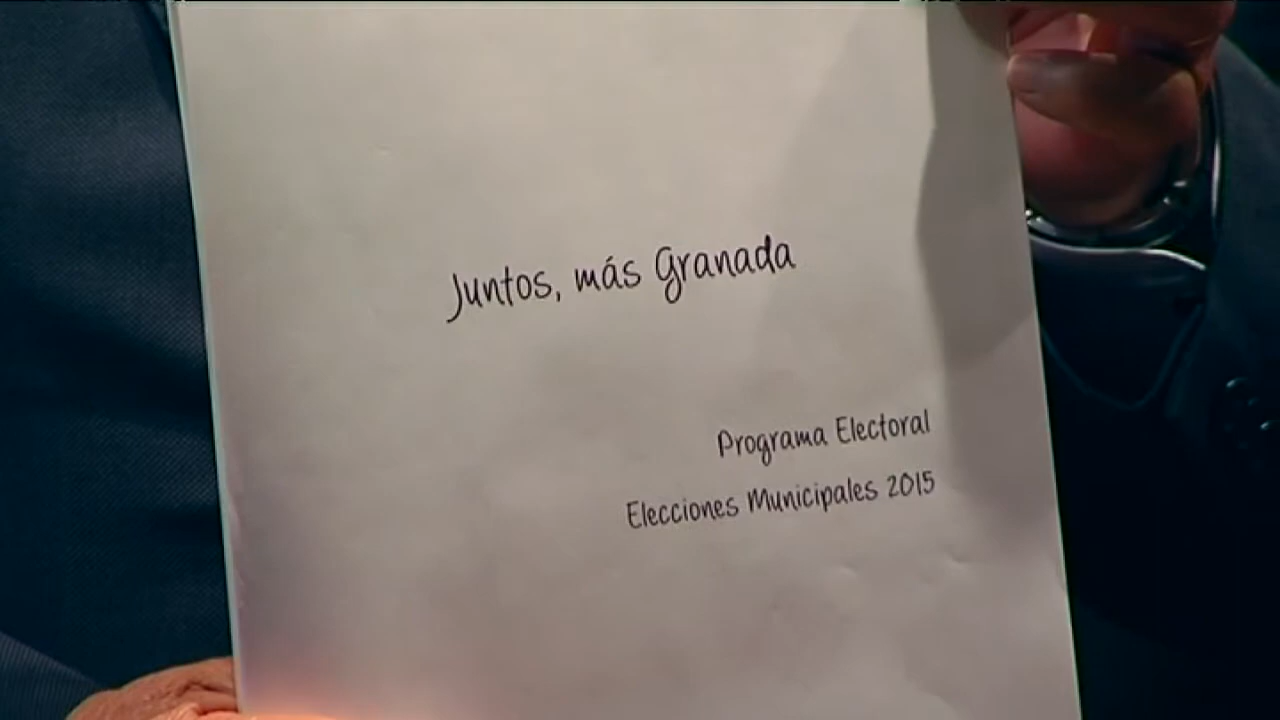 Juntos, más Granada
Programa Electoral
Elecciones Municipales 2015